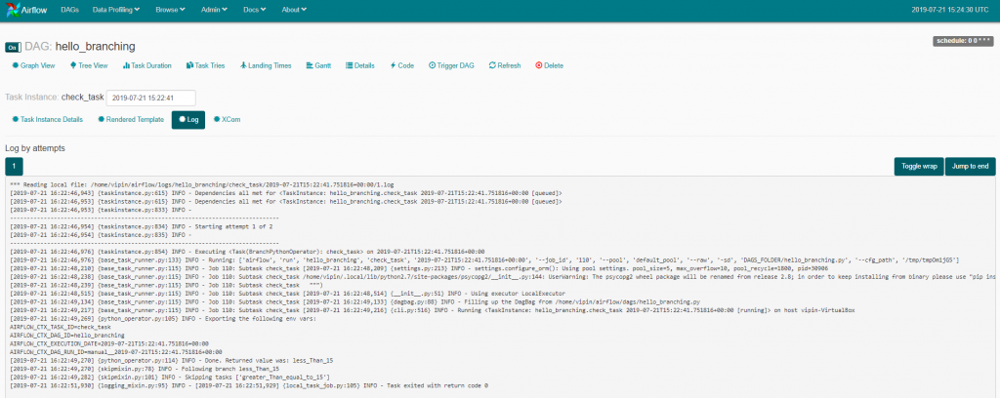 Airflow DAGs Data Profiling Browse Admin Docs About 2019-07-21 15:24:30 UTC
On DAG: hello_branching schedule: 0 0 * * *
Graph View Tree View Task Duration Task Tries Landing Times Gantt Details Code Trigger DAG Refresh Delete
Task Instance: check_task 2019-07-21 15:22:41
Task Instance Details Rendered Template Log XCom
Log by attempts
1 Toggle wrap Jump to end
*** Reading local file: /home/vipin/airflow/logs/hello_branching/check_task/2019-07-21T15:22:41.751816+00:00/1.log
[2019-07-21 16:22:46,943] {taskinstance.py:615} INFO - Dependencies all met for <TaskInstance: hello_branching.check_task 2019-07-21T15:22:41.751816+00:00 [queued]>
[2019-07-21 16:22:46,953] {taskinstance.py:615} INFO - Dependencies all met for <TaskInstance: hello_branching.check_task 2019-07-21T15:22:41.751816+00:00 [queued]>
[2019-07-21 16:22:46,953] {taskinstance.py:833} INFO -
--------------------------------------------------------------------------------
[2019-07-21 16:22:46,954] {taskinstance.py:834} INFO - Starting attempt 1 of 2
[2019-07-21 16:22:46,954] {taskinstance.py:835} INFO -
--------------------------------------------------------------------------------
[2019-07-21 16:22:46,976] {taskinstance.py:854} INFO - Executing <Task(BranchPythonOperator): check_task> on 2019-07-21T15:22:41.751816+00:00
[2019-07-21 16:22:46,976] {base_task_runner.py:133} INFO - Running: ['airflow', 'run', 'hello_branching', 'check_task', '2019-07-21T15:22:41.751816+00:00', '--job_id', '110', '--pool', 'default_pool', '--raw', '-sd', 'DAGS_FOLDER/hello_branching.py', '--cfg_path',
[2019-07-21 16:22:48,210] {base_task_runner.py:115} INFO - Job 110: Subtask check_task [2019-07-21 16:22:48,209] {settings.py:213} INFO - settings.configure_orm(): Using pool settings. pool_size=5, max_overflow=10, pool_recycle=1800, pid=30906
[2019-07-21 16:22:48,238] {base_task_runner.py:115} INFO - Job 110: Subtask check_task /home/vipin/.local/lib/python2.7/site-packages/psycopg2/__init__.py:144: UserWarning: The psycopg2 wheel package will be renamed from release 2.8; in order to keep installing from binary please use "pip ins
[2019-07-21 16:22:48,239] {base_task_runner.py:115} INFO - Job 110: Subtask check_task """)
[2019-07-21 16:22:48,515] {base_task_runner.py:115} INFO - Job 110: Subtask check_task [2019-07-21 16:22:48,514] {__init__.py:51} INFO - Using executor LocalExecutor
[2019-07-21 16:22:49,134] {base_task_runner.py:115} INFO - Job 110: Subtask check_task [2019-07-21 16:22:49,133] {dagbag.py:88} INFO - Filling up the DagBag from /home/vipin/airflow/dags/hello_branching.py
[2019-07-21 16:22:49,217] {base_task_runner.py:115} INFO - Job 110: Subtask check_task [2019-07-21 16:22:49,216] {cli.py:516} INFO - Running <TaskInstance: hello_branching.check_task 2019-07-21T15:22:41.751816+00:00 [running]> on host vipin-VirtualBox
[2019-07-21 16:22:49,269] {python_operator.py:105} INFO - Exporting the following env vars:
AIRFLOW_CTX_TASK_ID=check_task
AIRFLOW_CTX_DAG_ID=hello_branching
AIRFLOW_CTX_EXECUTION_DATE=2019-07-21T15:22:41.751816+00:00
AIRFLOW_CTX_DAG_RUN_ID=manual__2019-07-21T15:22:41.751816+00:00
[2019-07-21 16:22:49,270] {python_operator.py:114} INFO - Done. Returned value was: less_Than_15
[2019-07-21 16:22:49,270] {skipmixin.py:78} INFO - Following branch less_Than_15
[2019-07-21 16:22:49,282] {skipmixin.py:101} INFO - Skipping tasks ['greater_Than_equal_to_15']
[2019-07-21 16:22:51,930] {logging_mixin.py:95} INFO - [2019-07-21 16:22:51,929] {local_task_job.py:105} INFO - Task exited with return code 0